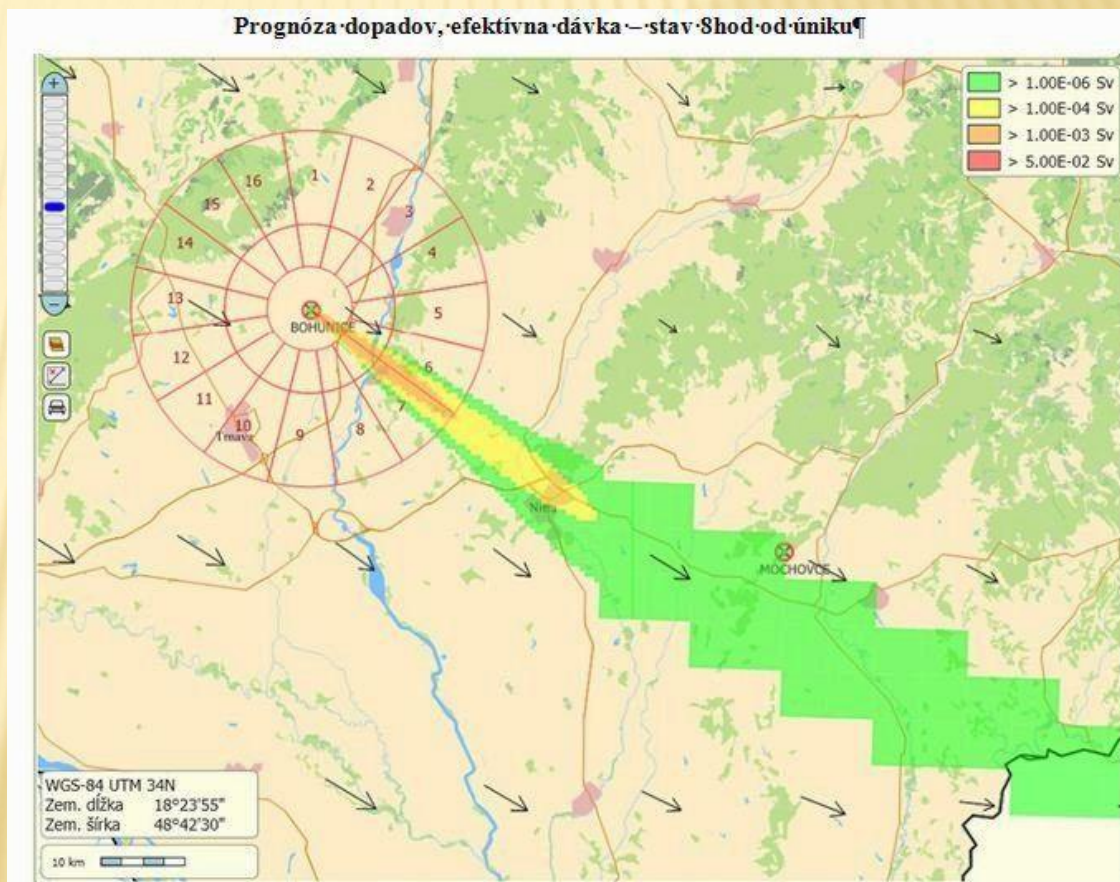 Prognóza·dopadov,·efektívna·dávka·–·stav·8hod·od·úniku¶
+
> 1.00E-06 Sv
> 1.00E-04 Sv
> 1.00E-03 Sv
> 5.00E-02 Sv
1
16
2
15
3
14
4
13
5
BOHUNICE
12
6
11
7
10
9
8
Trnava
Nitra
MOCHOVCE
−
WGS-84 UTM 34N
Zem. dĺžka 18°23'55"
Zem. šírka 48°42'30"
10 km